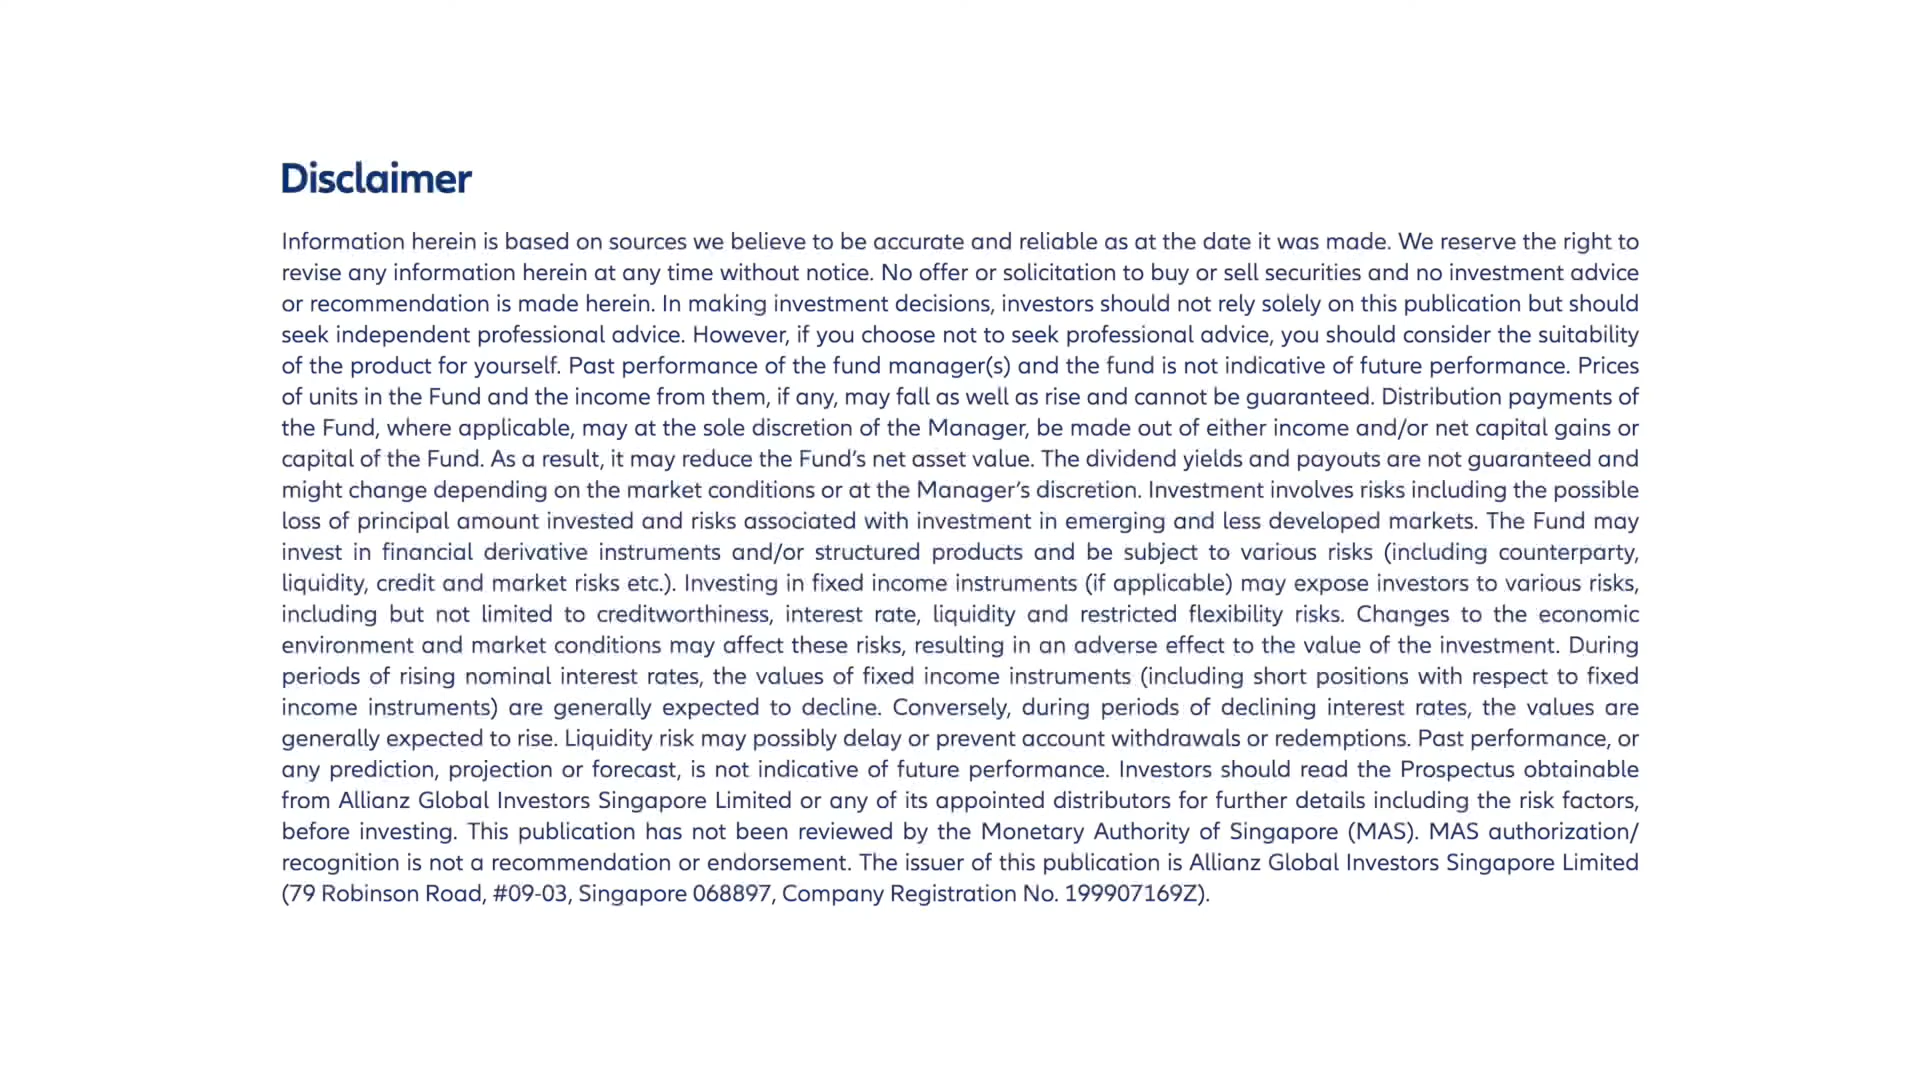 Disclaimer
Information herein is based on sources we believe to be accurate and reliable as at the date it was made. We reserve the right to
revise any information herein at any time without notice. No offer or solicitation to buy or sell securities and no investment advice
or recommendation is made herein. In making investment decisions, investors should not rely solely on this publication but should
seek independent professional advice. However, if you choose not to seek professional advice, you should consider the suitability
of the product for yourself. Past performance of the fund manager(s) and the fund is not indicative of future performance. Prices
of units in the Fund and the income from them, if any, may fall as well as rise and cannot be guaranteed. Distribution payments of
the Fund, where applicable, may at the sole discretion of the Manager, be made out of either income and/or net capital gains or
capital of the Fund. As a result, it may reduce the Fund’s net asset value. The dividend yields and payouts are not guaranteed and
might change depending on the market conditions or at the Manager’s discretion. Investment involves risks including the possible
loss of principal amount invested and risks associated with investment in emerging and less developed markets. The Fund may
invest in financial derivative instruments and/or structured products and be subject to various risks (including counterparty,
liquidity, credit and market risks etc.). Investing in fixed income instruments (if applicable) may expose investors to various risks,
including but not limited to creditworthiness, interest rate, liquidity and restricted flexibility risks. Changes to the economic
environment and market conditions may affect these risks, resulting in an adverse effect to the value of the investment. During
periods of rising nominal interest rates, the values of fixed income instruments (including short positions with respect to fixed
income instruments) are generally expected to decline. Conversely, during periods of declining interest rates, the values are
generally expected to rise. Liquidity risk may possibly delay or prevent account withdrawals or redemptions. Past performance, or
any prediction, projection or forecast, is not indicative of future performance. Investors should read the Prospectus obtainable
from Allianz Global Investors Singapore Limited or any of its appointed distributors for further details including the risk factors,
before investing. This publication has not been reviewed by the Monetary Authority of Singapore (MAS). MAS authorization/
recognition is not a recommendation or endorsement. The issuer of this publication is Allianz Global Investors Singapore Limited
(79 Robinson Road, #09-03, Singapore 068897, Company Registration No. 199907169Z).